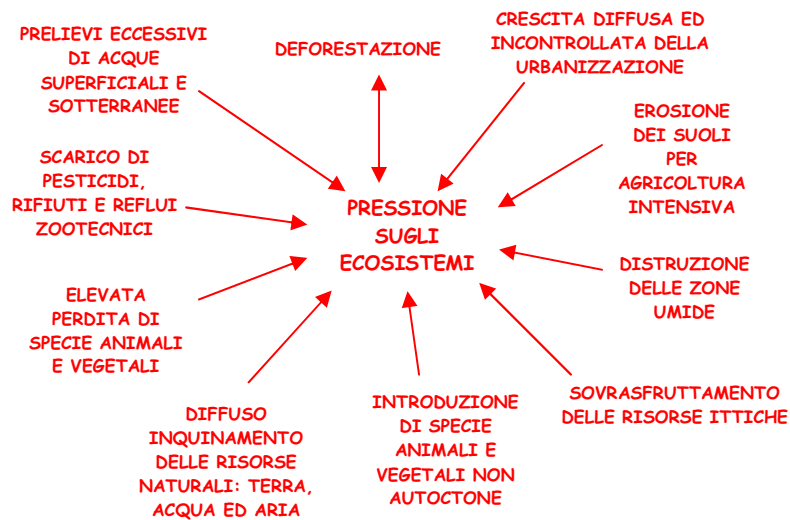 PRELIEVI ECCESSIVI
DI ACQUE
SUPERFICIALI E
SOTTERRANEE
DEFORESTAZIONE
CRESCITA DIFFUSA ED
INCONTROLLATA DELLA
URBANIZZAZIONE
EROSIONE
DEI SUOLI
PER
AGRICOLTURA
INTENSIVA
SCARICO DI
PESTICIDI,
RIFIUTI E REFLUI
ZOOTECNICI
PRESSIONE
SUGLI
ECOSISTEMI
DISTRUZIONE
DELLE ZONE
UMIDE
ELEVATA
PERDITA DI
SPECIE ANIMALI
E VEGETALI
SOVRASFRUTTAMENTO
DELLE RISORSE ITTICHE
INTRODUZIONE
DI SPECIE
ANIMALI E
VEGETALI NON
AUTOCTONE
DIFFUSO
INQUINAMENTO
DELLE RISORSE
NATURALI: TERRA,
ACQUA ED ARIA